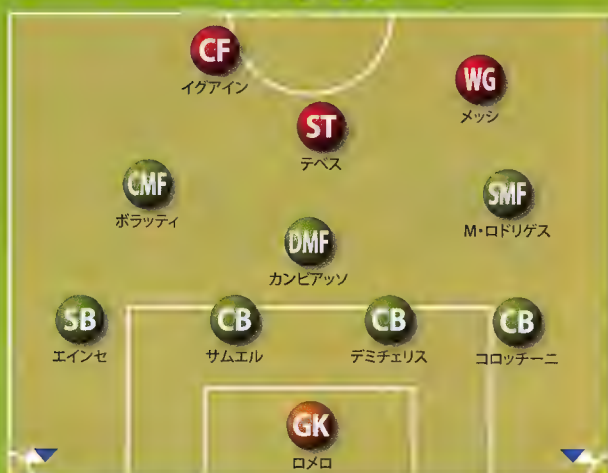 CF
イグアイン
WG
メッシ
ST
テベス
CMF
ボラッティ
SMF
M・ロドリゲス
DMF
カンビアッソ
SB
エインセ
CB
サムエル
CB
デミチェリス
CB
コロッチーニ
GK
ロメロ